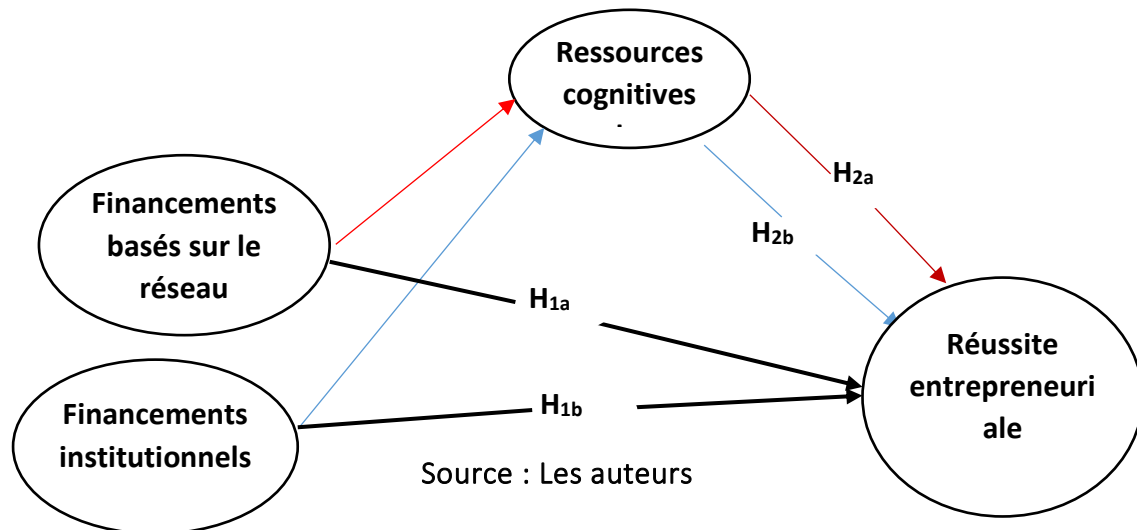 Ressources
cognitives
Financements
basés sur le
réseau
H2a
H2b
H1a
Réussite
entrepreneuri
ale
H1b
Financements
institutionnels
Source : Les auteurs